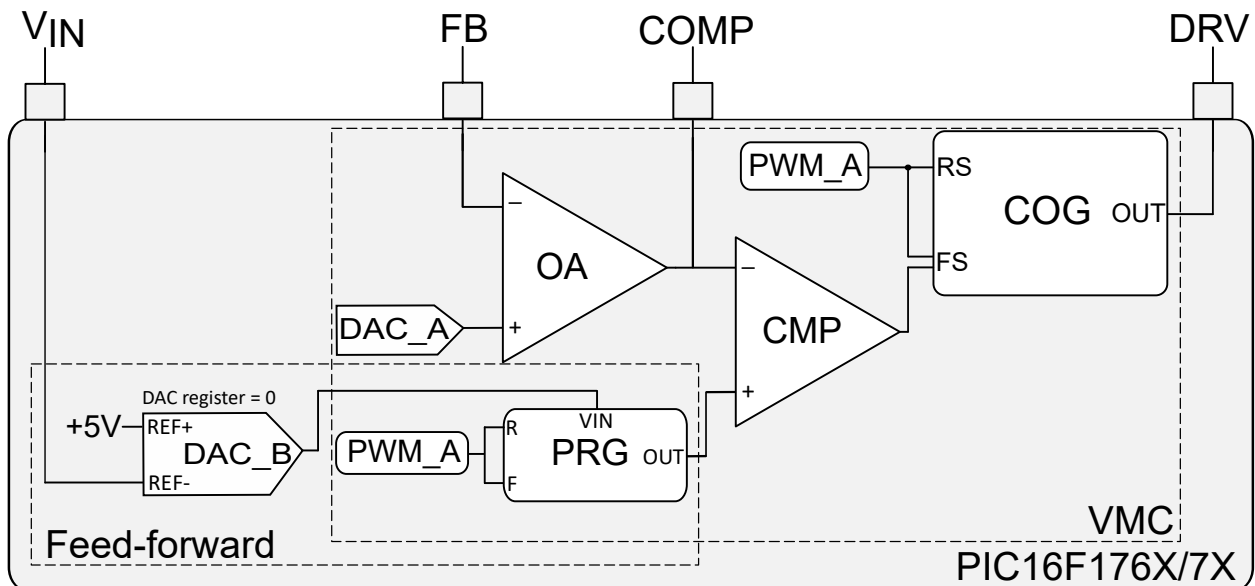 VIN
FB
COMP
DRV
PWM_A
RS
COG
OUT
FS
−
OA
+
DAC_A
−
CMP
+
DAC register = 0
+5V
REF+
DAC_B
REF-
PWM_A
R
F
VIN
PRG
OUT
Feed-forward
VMC
PIC16F176X/7X